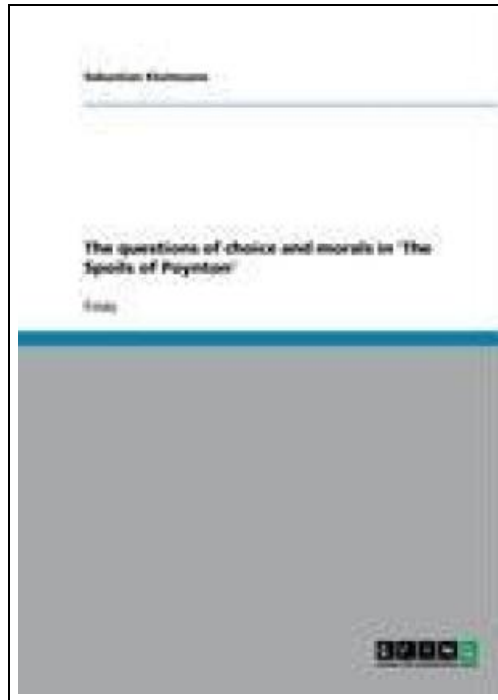 Sebastian
The questions of choice and morals in 'The
Spoils of Poynton'
Essay